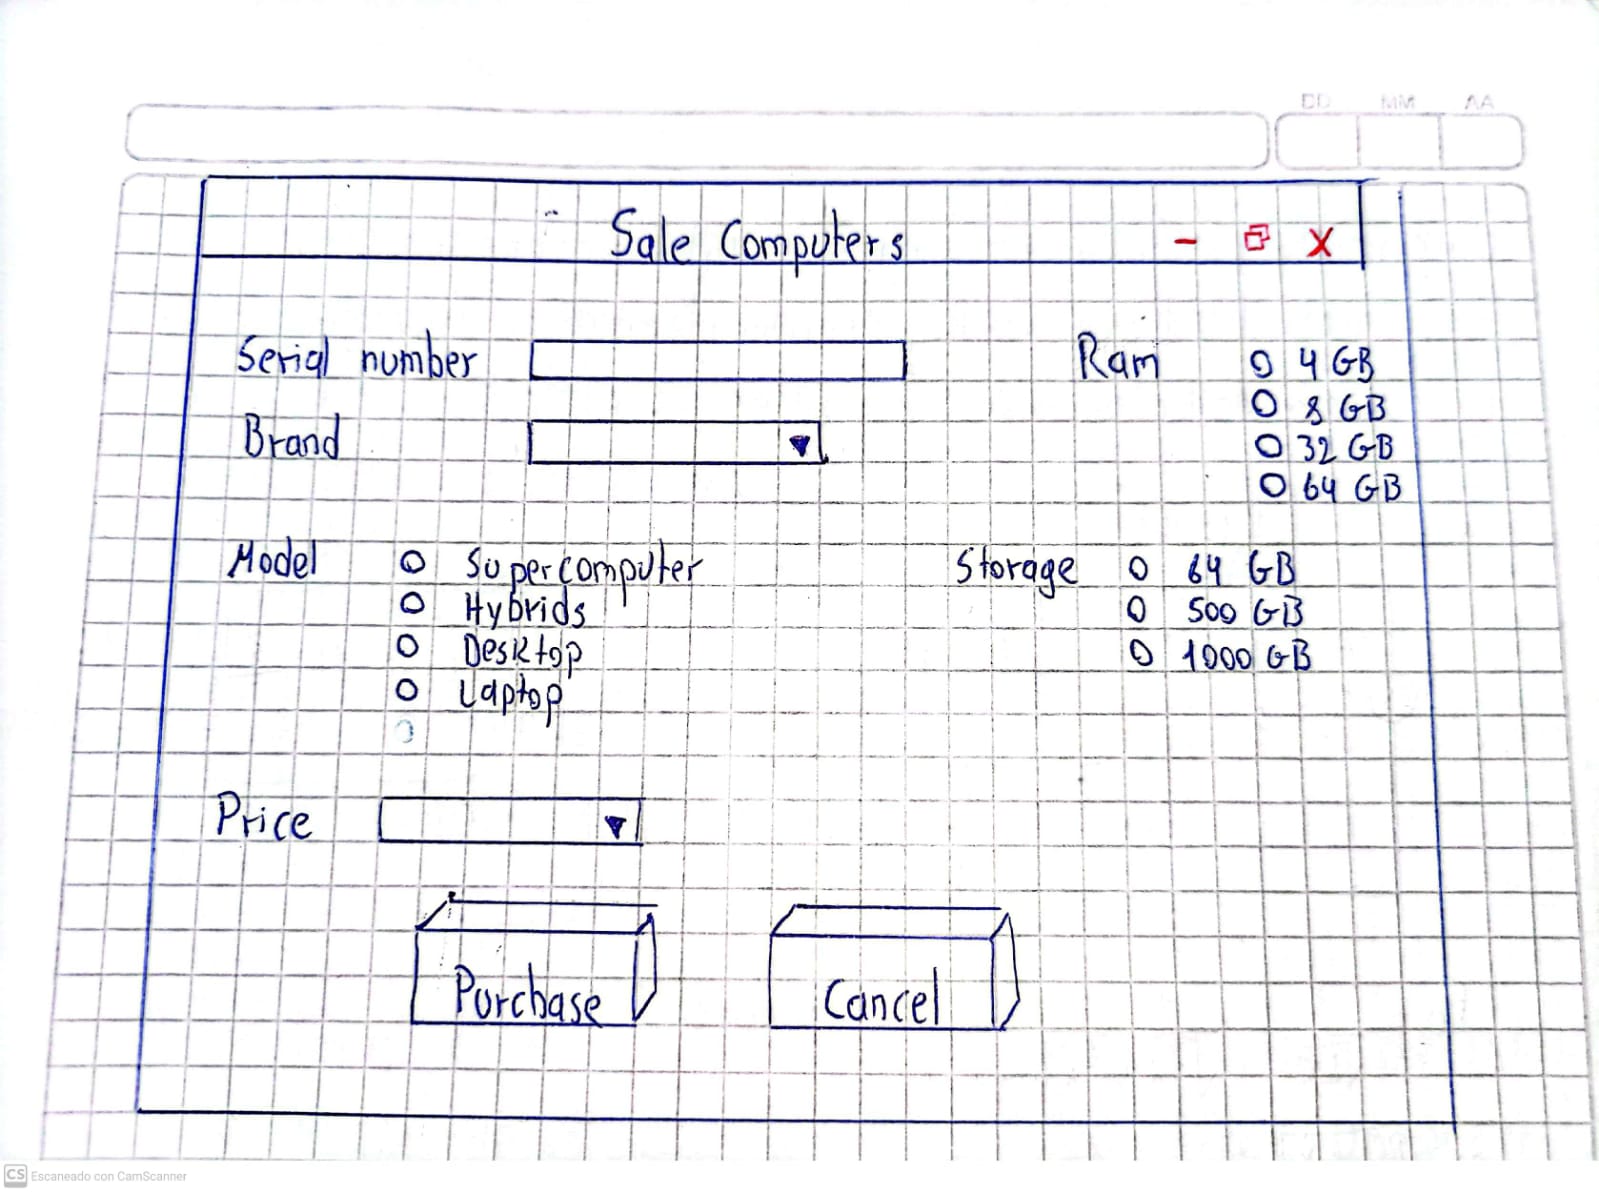 DD MM AA
Sale Computers - X
Serial number
Ram 4 GB
8 GB
32 GB
64 GB
Brand
Model Supercomputer
Hybrids
Desktop
Laptop
Storage 64 GB
500 GB
1000 GB
Price
Purchase Cancel
CS Escaneado con CamScanner